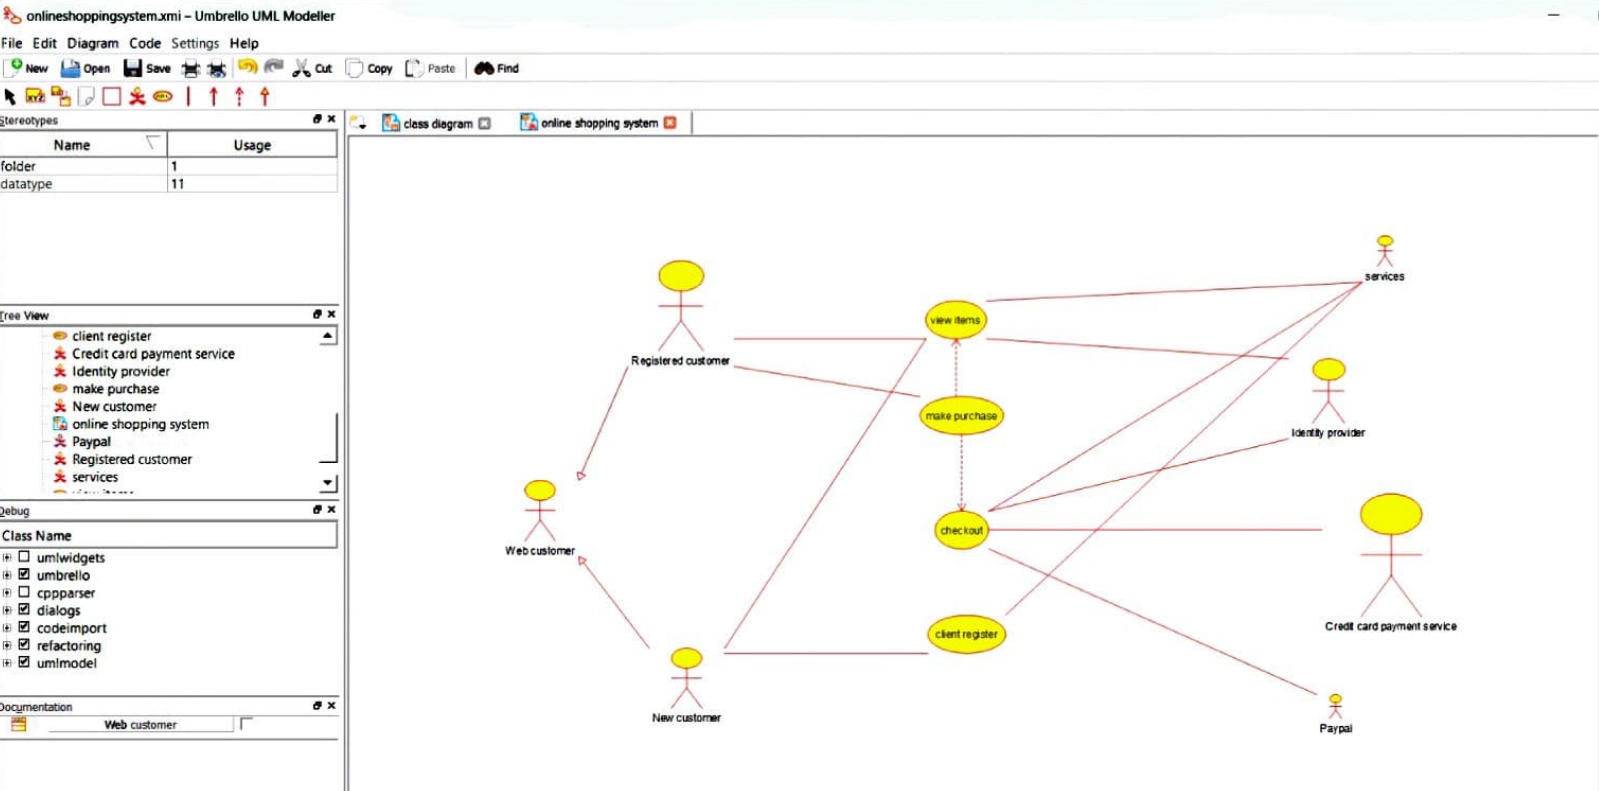 onlineshoppingsystem.xmi – Umbrello UML Modeller
File Edit Diagram Code Settings Help
New Open Save Cut Copy Paste Find
XYZ
Stereotypes
class diagram online shopping system
Name Usage
folder 1
datatype 11
Tree View
client register
Credit card payment service
Identity provider
make purchase
New customer
online shopping system
Paypal
Registered customer
services
Debug
Class Name
umlwidgets
umbrello
cppparser
dialogs
codeimport
refactoring
umlmodel
Documentation
Web customer
services
view items
Registered customer
make purchase
Identity provider
checkout
Web customer
Credit card payment service
client register
New customer
Paypal